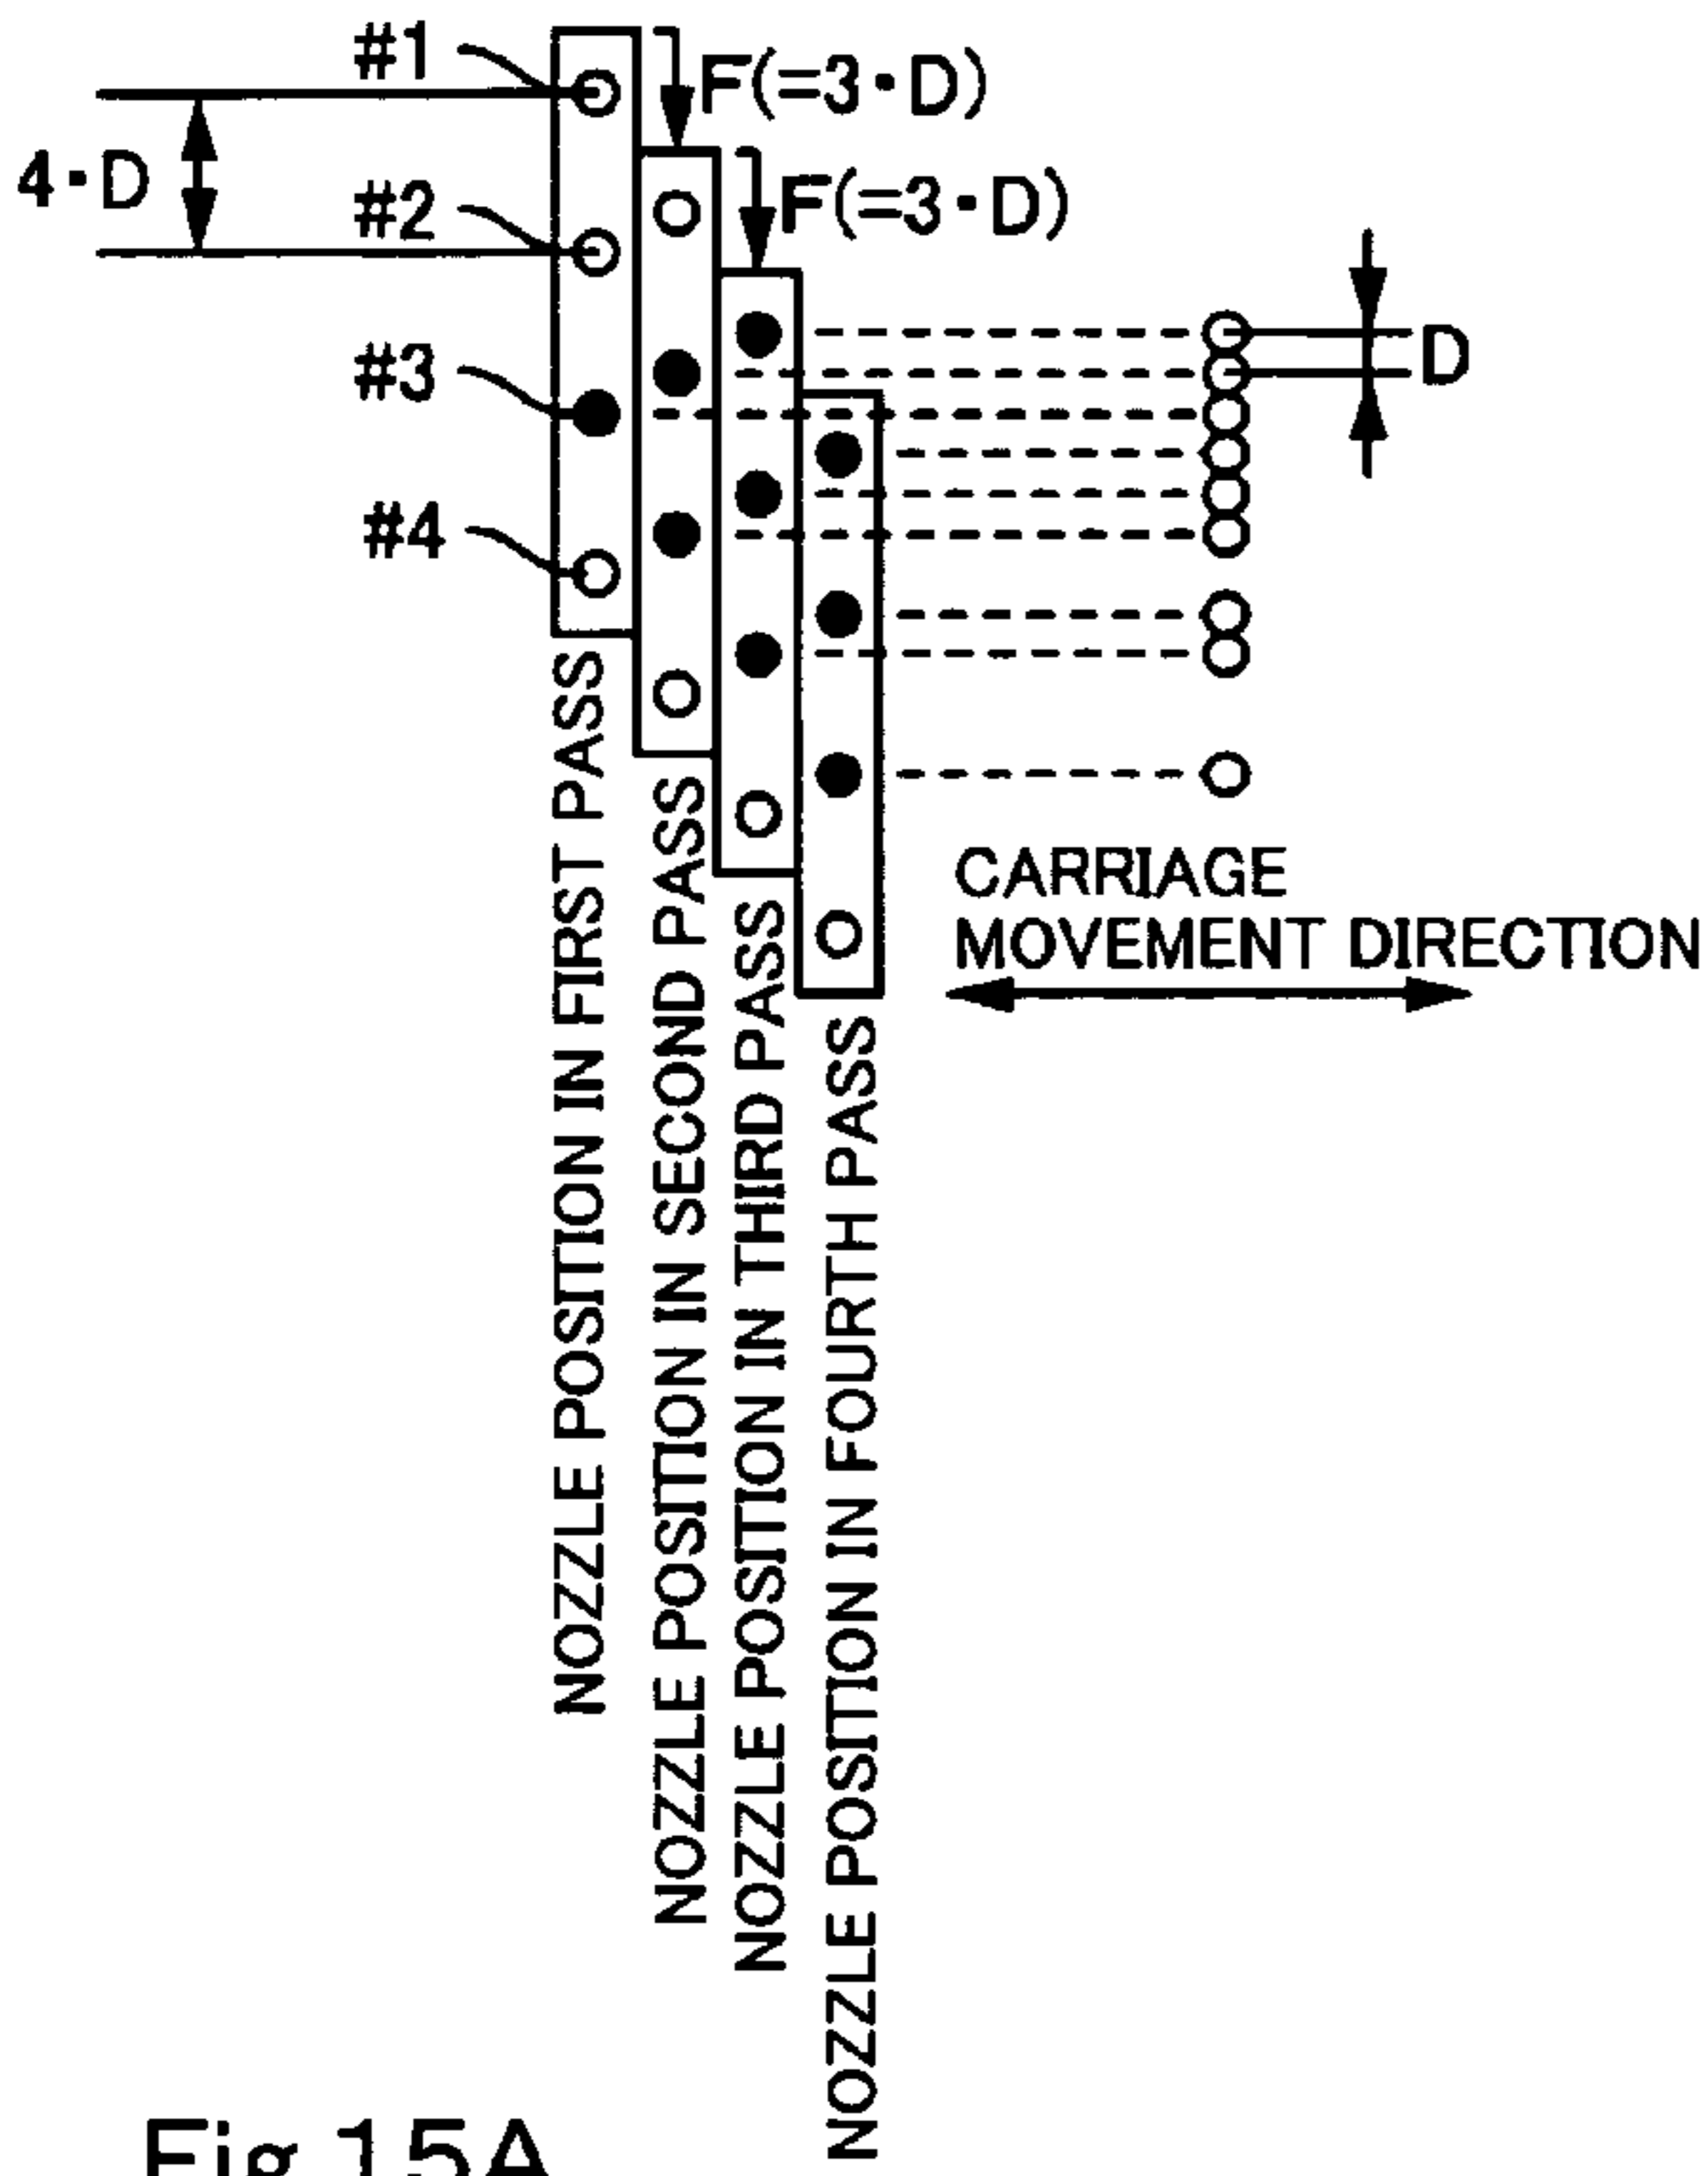 #1
F(=3・D)
4・D
#2
F(=3・D)
#3
D
#4
CARRIAGE
MOVEMENT DIRECTION
NOZZLE POSITION IN FIRST PASS
NOZZLE POSITION IN SECOND PASS
NOZZLE POSITION IN THIRD PASS
NOZZLE POSITION IN FOURTH PASS
Fig.15A